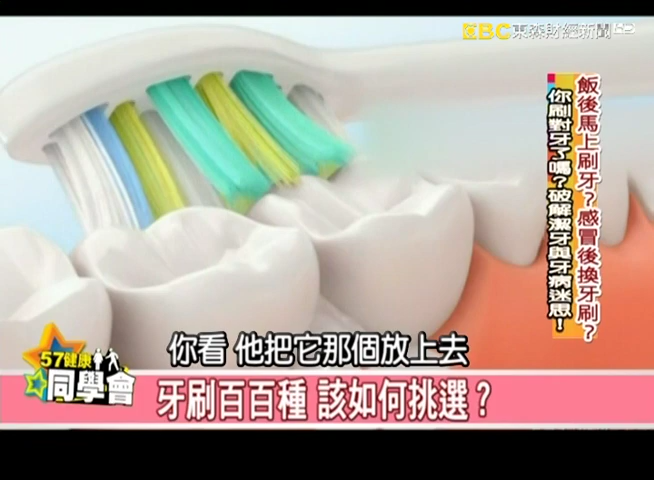 EBC東森財經新聞 HD
飯後馬上刷牙?感冒後換牙刷?
你刷對牙了嗎?破解潔牙與牙病迷思!
你看 他把它那個放上去
57健康
同學會
牙刷百百種 該如何挑選?